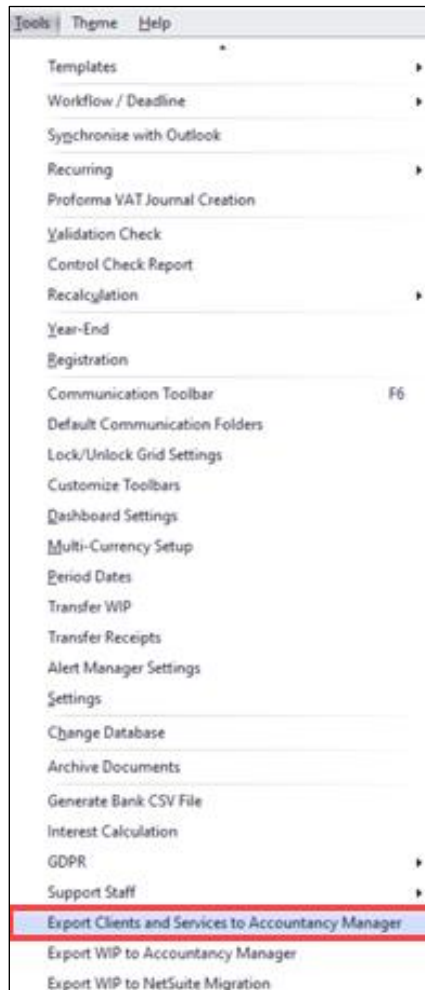 Tools Theme Help
Templates
Workflow / Deadline
Synchronise with Outlook
Recurring
Proforma VAT Journal Creation
Validation Check
Control Check Report
Recalculation
Year-End
Registration
Communication Toolbar F6
Default Communication Folders
Lock/Unlock Grid Settings
Customize Toolbars
Dashboard Settings
Multi-Currency Setup
Period Dates
Transfer WIP
Transfer Receipts
Alert Manager Settings
Settings
Change Database
Archive Documents
Generate Bank CSV File
Interest Calculation
GDPR
Support Staff
Export Clients and Services to Accountancy Manager
Export WIP to Accountancy Manager
Export WIP to NetSuite Migration